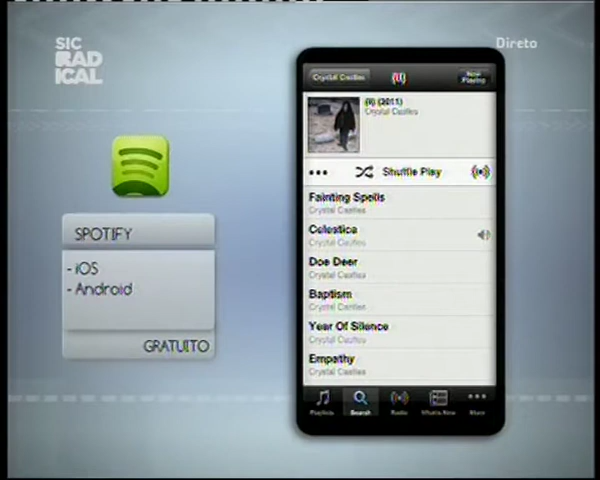 SIC
RAD
ICAL
Direto
Crystal Castles
(II)
Now
Playing
(II) (2011)
Crystal Castles
Shuffle Play
Fainting Spells
Crystal Castles
Celestica
Crystal Castles
Doe Deer
Crystal Castles
Baptism
Crystal Castles
Year Of Silence
Crystal Castles
Empathy
Crystal Castles
Playlists
Search
Radio
What's New
More
SPOTIFY
- iOS
- Android
GRATUITO